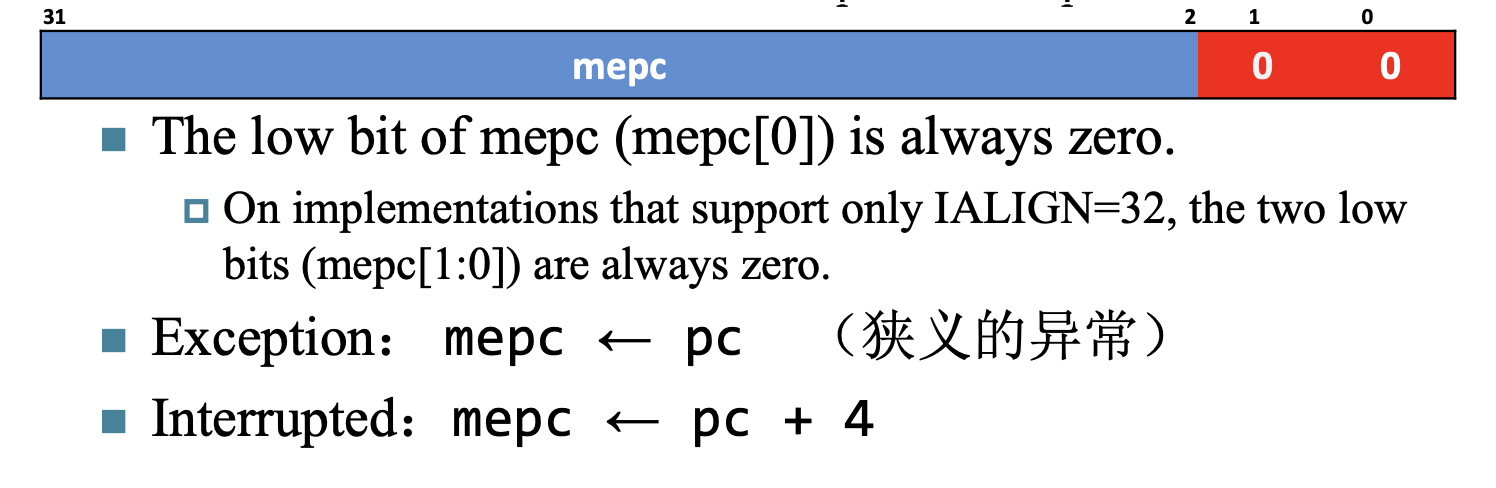 31 2 1 0
mepc 0 0
The low bit of mepc (mepc[0]) is always zero.
On implementations that support only IALIGN=32, the two low
bits (mepc[1:0]) are always zero.
Exception： mepc ← pc （狭义的异常）
Interrupted：mepc ← pc + 4